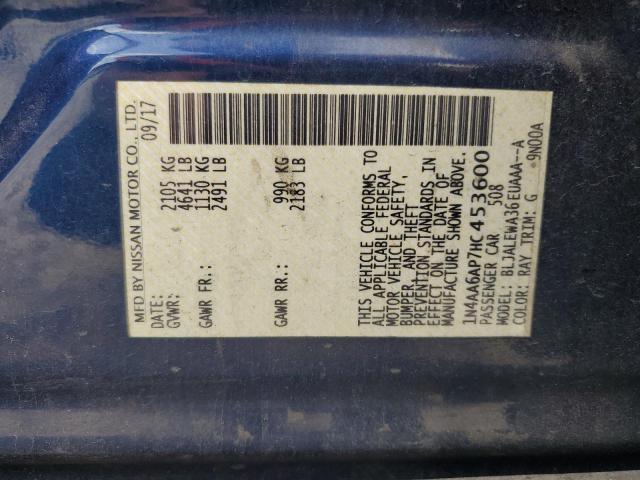 MFD BY NISSAN MOTOR CO., LTD.
DATE: 09/17
GVWR: 2105 KG
4641 LB
GAWR FR.: 1130 KG
2491 LB
GAWR RR.: 990 KG
2183 LB
THIS VEHICLE CONFORMS TO
ALL APPLICABLE FEDERAL
MOTOR VEHICLE SAFETY,
BUMPER, AND THEFT
PREVENTION STANDARDS IN
EFFECT ON THE DATE OF
MANUFACTURE SHOWN ABOVE.
1N4AA6AP7HC453600
PASSENGER CAR 508
MODEL: BLJALEWA36EUAAA--A
COLOR: RAY TRIM: G 9N00A